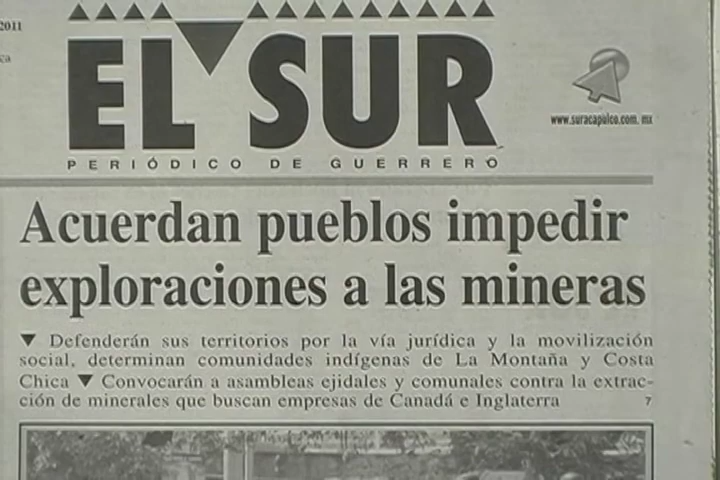 2011
ca
EL SUR
www.suracapulco.com.mx
PERIÓDICO DE GUERRERO
Acuerdan pueblos impedir
exploraciones a las mineras
▼ Defenderán sus territorios por la vía jurídica y la movilización
social, determinan comunidades indígenas de La Montaña y Costa
Chica ▼ Convocarán a asambleas ejidales y comunales contra la extrac-
ción de minerales que buscan empresas de Canadá e Inglaterra 7